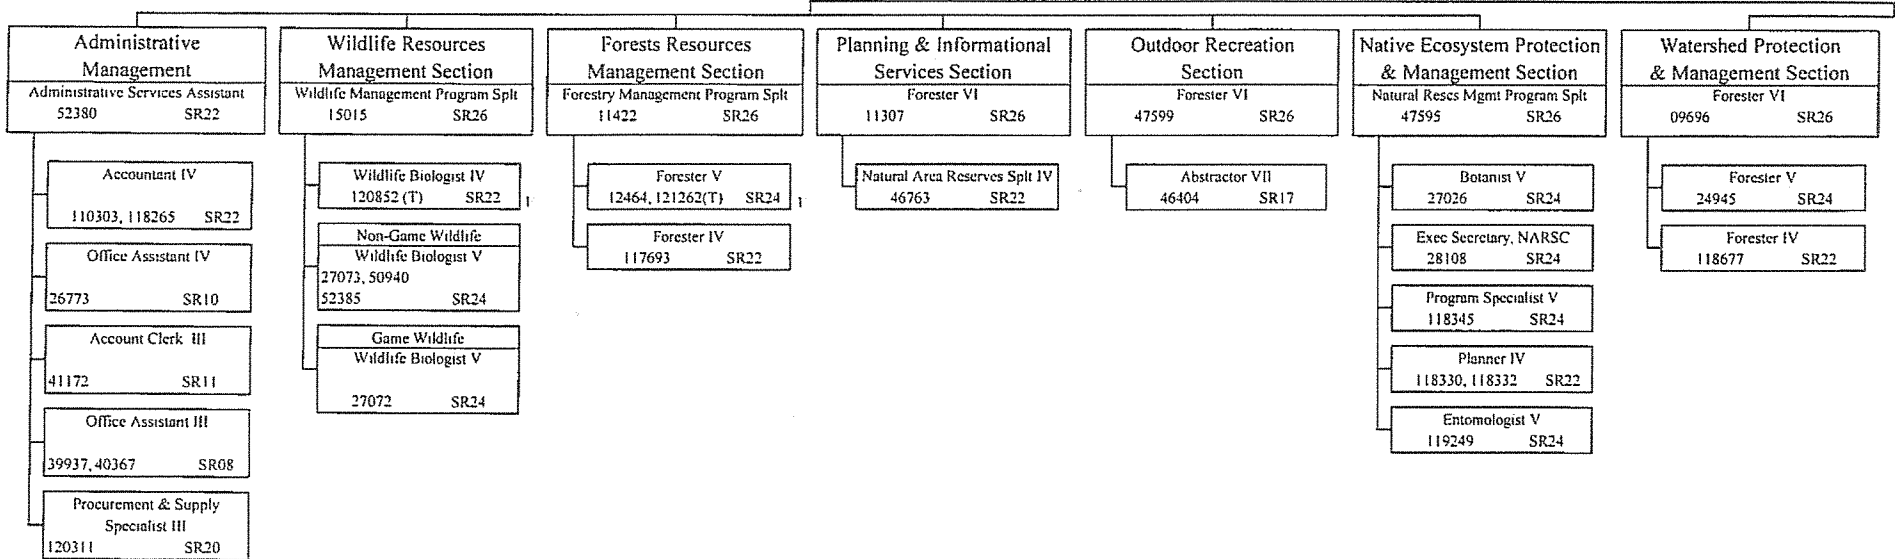 Administrative
Management
Administrative Services Assistant
52380 SR22
Accountant IV
110303, 118265 SR22
Office Assistant IV
26773 SR10
Account Clerk III
41172 SR11
Office Assistant III
39937, 40367 SR08
Procurement & Supply
Specialist III
120311 SR20
Wildlife Resources
Management Section
Wildlife Management Program Splt
15015 SR26
Wildlife Biologist IV
120852 (T) SR22
Non-Game Wildlife
Wildlife Biologist V
27073, 50940
52385 SR24
Game Wildlife
Wildlife Biologist V
27072 SR24
Forests Resources
Management Section
Forestry Management Program Splt
11422 SR26
Forester V
12464, 121262(T) SR24
Forester IV
117693 SR22
Planning & Informational
Services Section
Forester VI
11307 SR26
Natural Area Reserves Splt IV
46763 SR22
Outdoor Recreation
Section
Forester VI
47599 SR26
Abstractor VII
46404 SR17
Native Ecosystem Protection
& Management Section
Natural Rescs Mgmt Program Splt
47595 SR26
Botanist V
27026 SR24
Exec Secretary, NARSC
28108 SR24
Program Specialist V
118345 SR24
Planner IV
118330, 118332 SR22
Entomologist V
119249 SR24
Watershed Protection
& Management Section
Forester VI
09696 SR26
Forester V
24945 SR24
Forester IV
118677 SR22